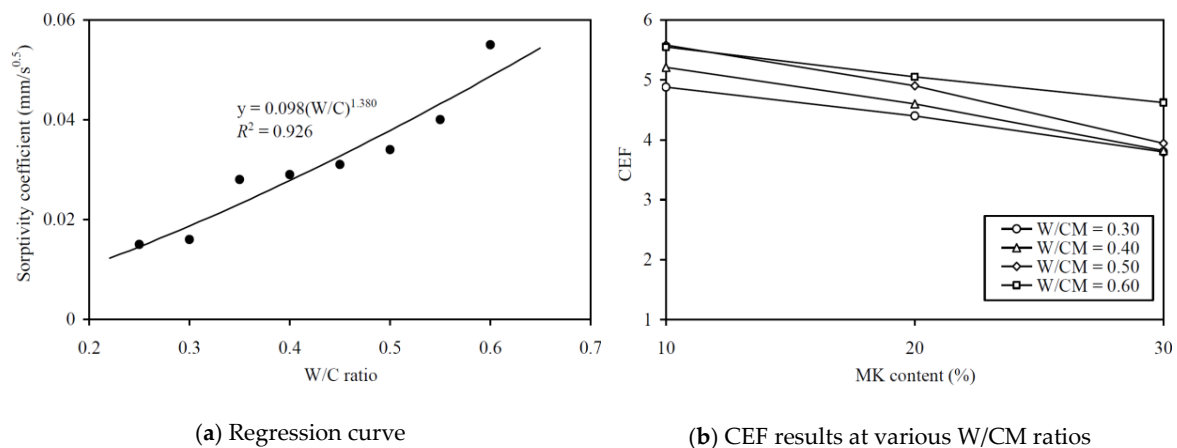 0.06
0.04
0.02
0
0.2 0.3 0.4 0.5 0.6 0.7
Sorptivity coefficient (mm/s^0.5)
W/C ratio
y = 0.098(W/C)^1.380
R² = 0.926
(a) Regression curve
6
5
4
3
2
1
10 20 30
CEF
MK content (%)
W/CM = 0.30
W/CM = 0.40
W/CM = 0.50
W/CM = 0.60
(b) CEF results at various W/CM ratios